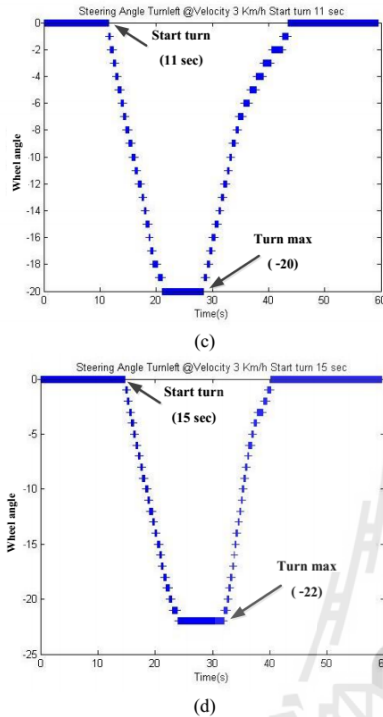 Steering Angle Turnleft @Velocity 3 Km/h Start turn 11 sec
0
-2
-4
-6
-8
-10
-12
-14
-16
-18
-20
Wheel angle
Start turn
(11 sec)
Turn max
( -20)
0 10 20 30 40 50 60
Time(s)
(c)
Steering Angle Turnleft @Velocity 3 Km/h Start turn 15 sec
0
-5
-10
-15
-20
-25
Wheel angle
Start turn
(15 sec)
Turn max
( -22)
0 10 20 30 40 50 60
Time(s)
(d)